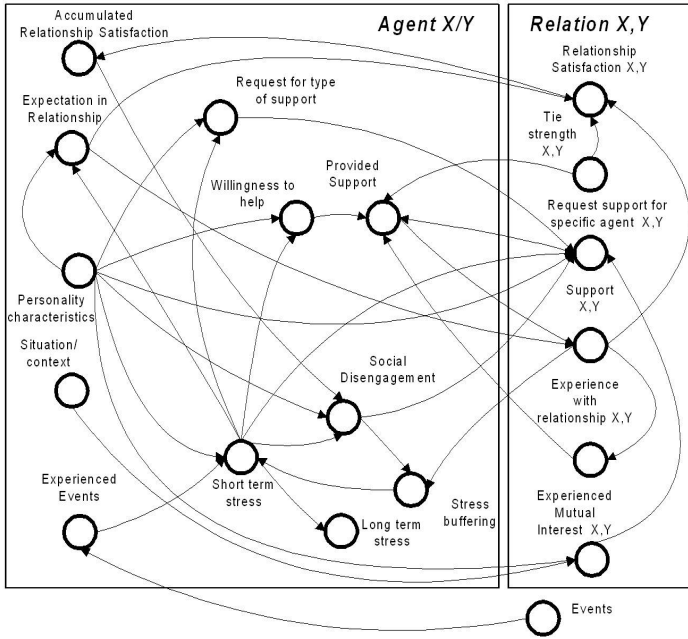 Agent X/Y
Relation X,Y
Accumulated
Relationship Satisfaction
Relationship
Satisfaction X,Y
Expectation in
Relationship
Request for type
of support
Tie
strength
X,Y
Willingness to
help
Provided
Support
Request support for
specific agent X,Y
Personality
characteristics
Support
X,Y
Situation/
context
Social
Disengagement
Experience
with
relationship X,Y
Experienced
Events
Short term
stress
Long term
stress
Stress
buffering
Experienced
Mutual
Interest X,Y
Events